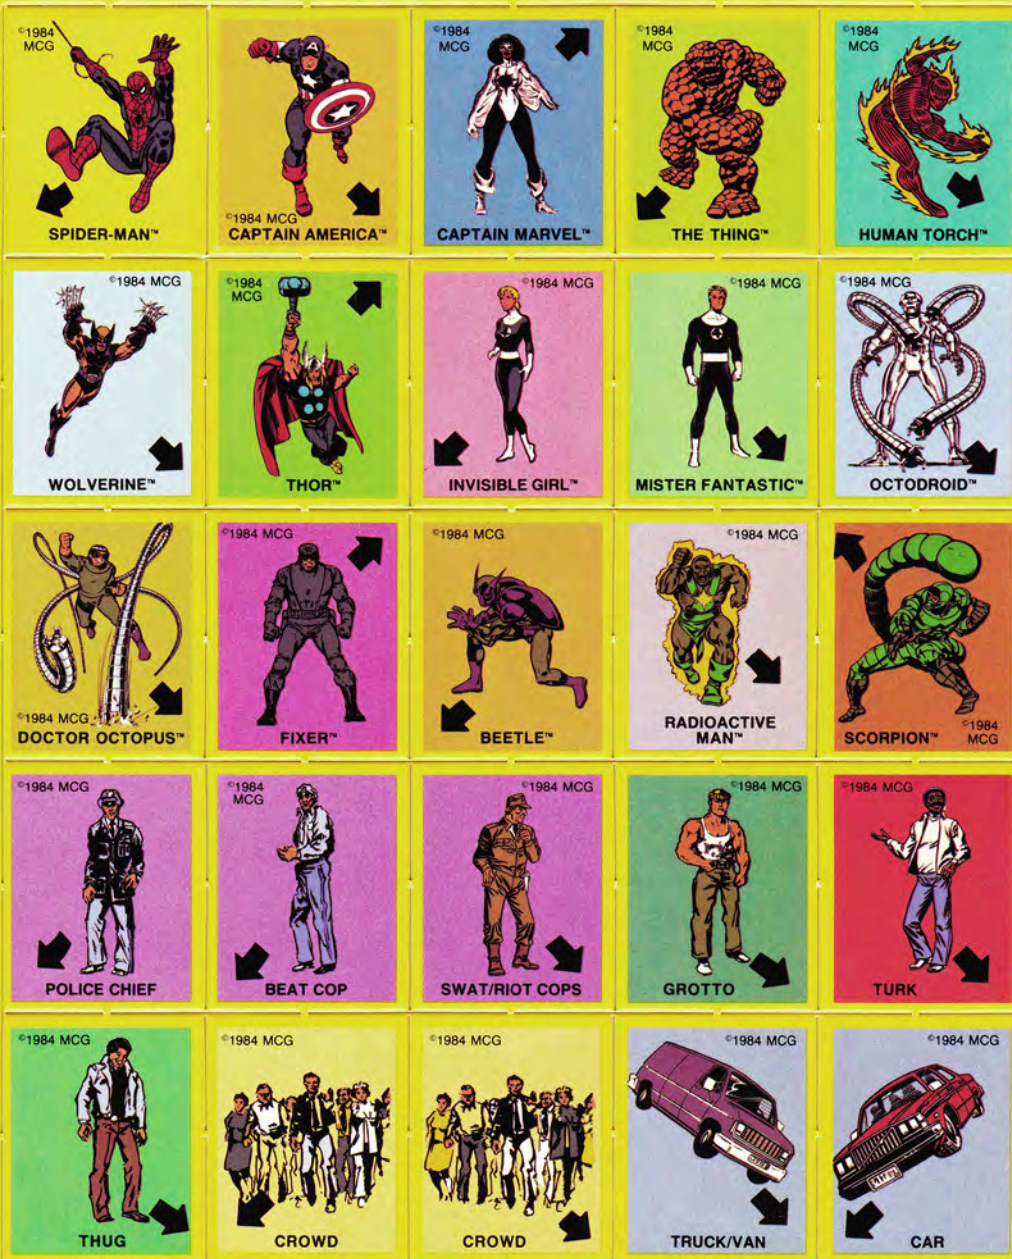 ©1984
MCG
SPIDER-MAN™
©1984 MCG
CAPTAIN AMERICA™
CAPTAIN MARVEL™
©1984 MCG
©1984
MCG
THE THING™
©1984
MCG
HUMAN TORCH™
©1984 MCG
WOLVERINE™
©1984
MCG
THOR™
©1984 MCG
INVISIBLE GIRL™
©1984 MCG
MISTER FANTASTIC™
©1984 MCG
OCTODROID™
©1984 MCG
DOCTOR OCTOPUS™
©1984 MCG
FIXER™
©1984 MCG
BEETLE™
©1984 MCG
RADIOACTIVE
MAN™
SCORPION™
©1984
MCG
©1984 MCG
POLICE CHIEF
©1984
MCG
BEAT COP
©1984 MCG
SWAT/RIOT COPS
©1984 MCG
GROTTO
©1984 MCG
TURK
©1984 MCG
THUG
©1984 MCG
CROWD
©1984 MCG
CROWD
©1984 MCG
TRUCK/VAN
©1984 MCG
CAR